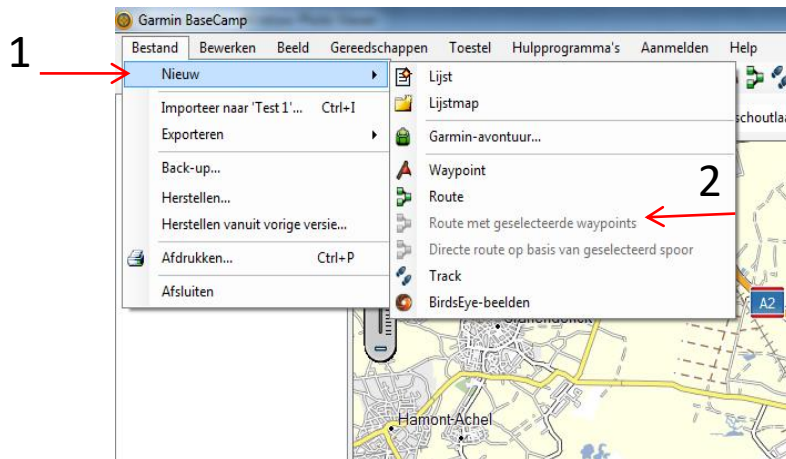 Garmin BaseCamp
Bestand Bewerken Beeld Gereedschappen Toestel Hulpprogramma's Aanmelden Help
1
Nieuw
Importeer naar 'Test 1'... Ctrl+I
Exporteren
Back-up...
Herstellen...
Herstellen vanuit vorige versie...
Afdrukken... Ctrl+P
Afsluiten
Lijst
Lijstmap
Garmin-avontuur...
Waypoint
Route
2
Route met geselecteerde waypoints
Directe route op basis van geselecteerd spoor
Track
BirdsEye-beelden
schoutlaa
A2
Hamont-Achel